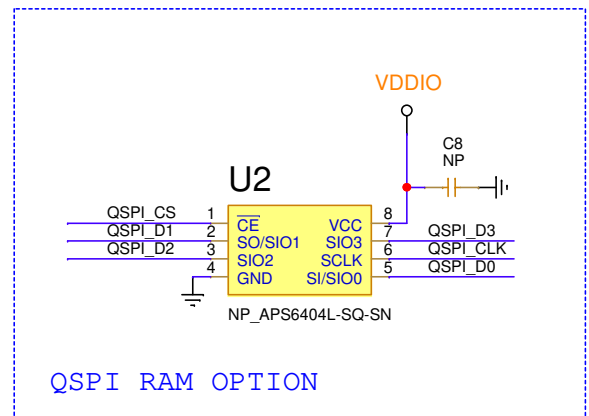 VDDIO
C8
NP
U2
QSPI_CS 1 CE VCC 8
QSPI_D1 2 SO/SIO1 SIO3 7 QSPI_D3
QSPI_D2 3 SIO2 SCLK 6 QSPI_CLK
4 GND SI/SIO0 5 QSPI_D0
NP_APS6404L-SQ-SN
QSPI RAM OPTION